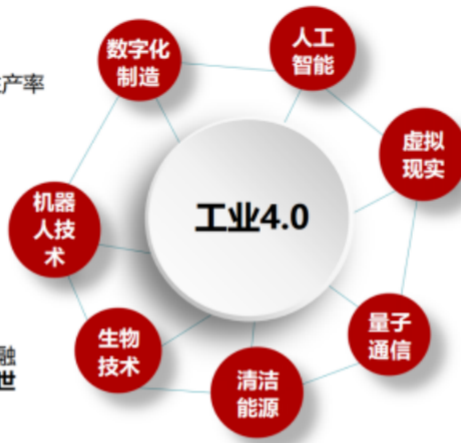 数字化
制造
人工
智能
产率
虚拟
现实
机器
人技
术
工业4.0
量子
通信
生物
技术
融
世
清洁
能源